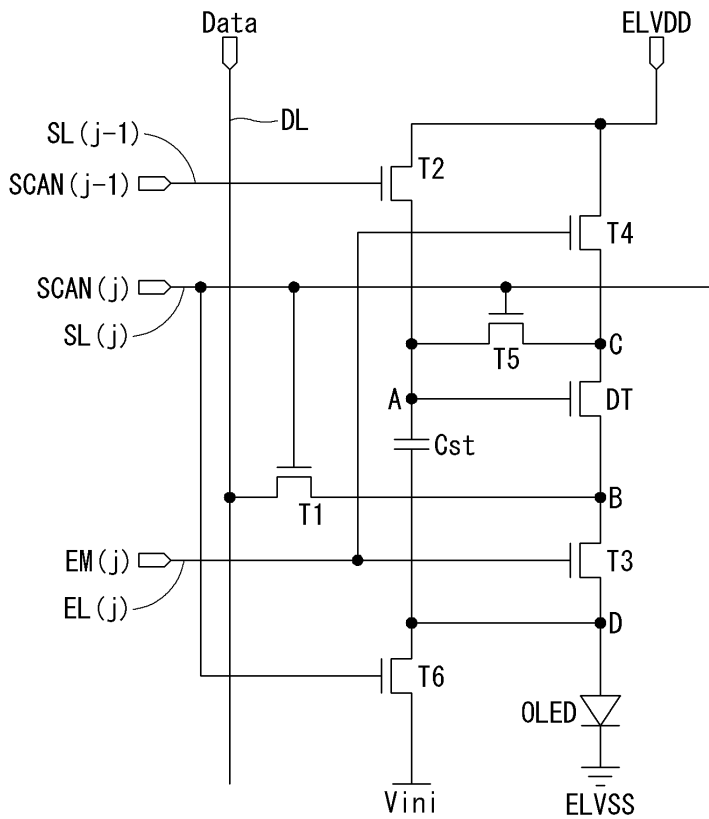 Data
ELVDD
SL(j-1)
DL
SCAN(j-1)
T2
T4
SCAN(j)
SL(j)
T5
C
A
DT
Cst
T1
B
EM(j)
T3
EL(j)
D
T6
OLED
Vini
ELVSS